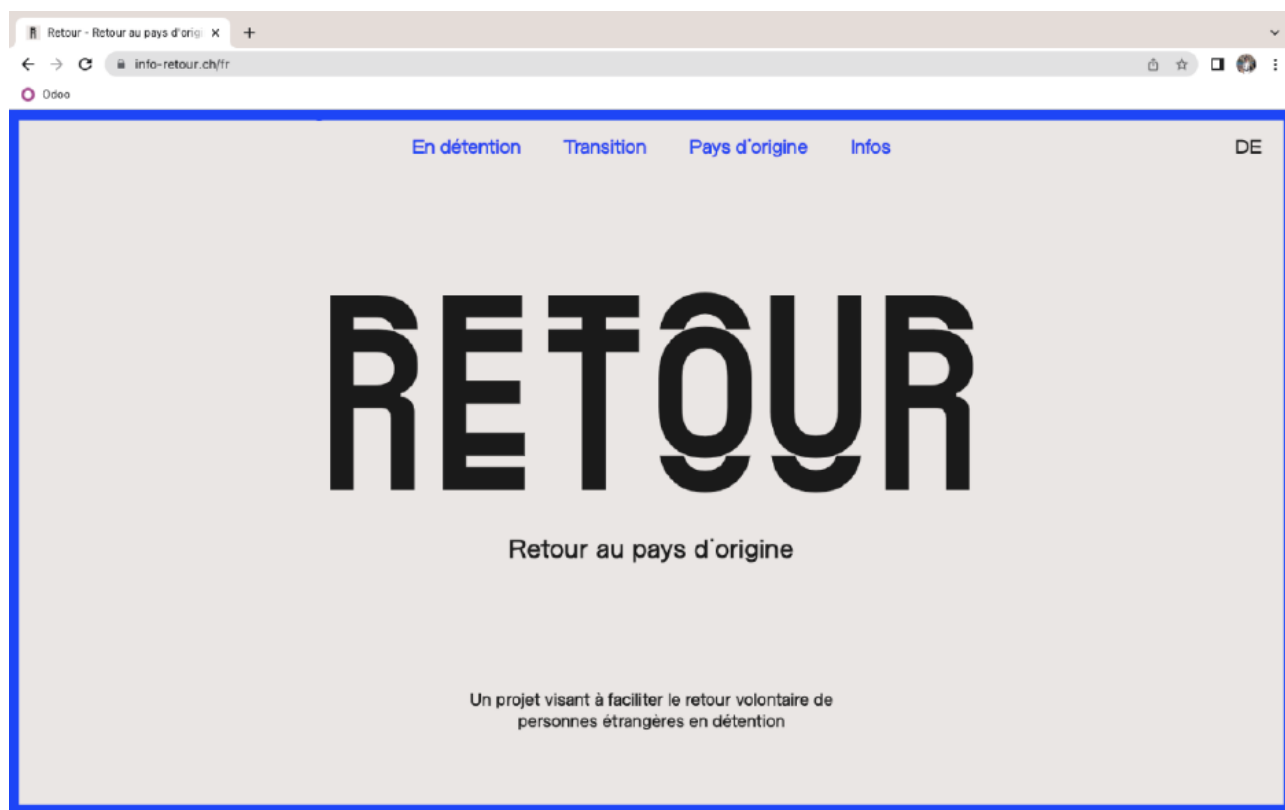 Retour - Retour au pays d'orig
info-retour.ch/fr
Odoo
En détention Transition Pays d'origine Infos DE
RETOUR
Retour au pays d'origine
Un projet visant à faciliter le retour volontaire de
personnes étrangères en détention